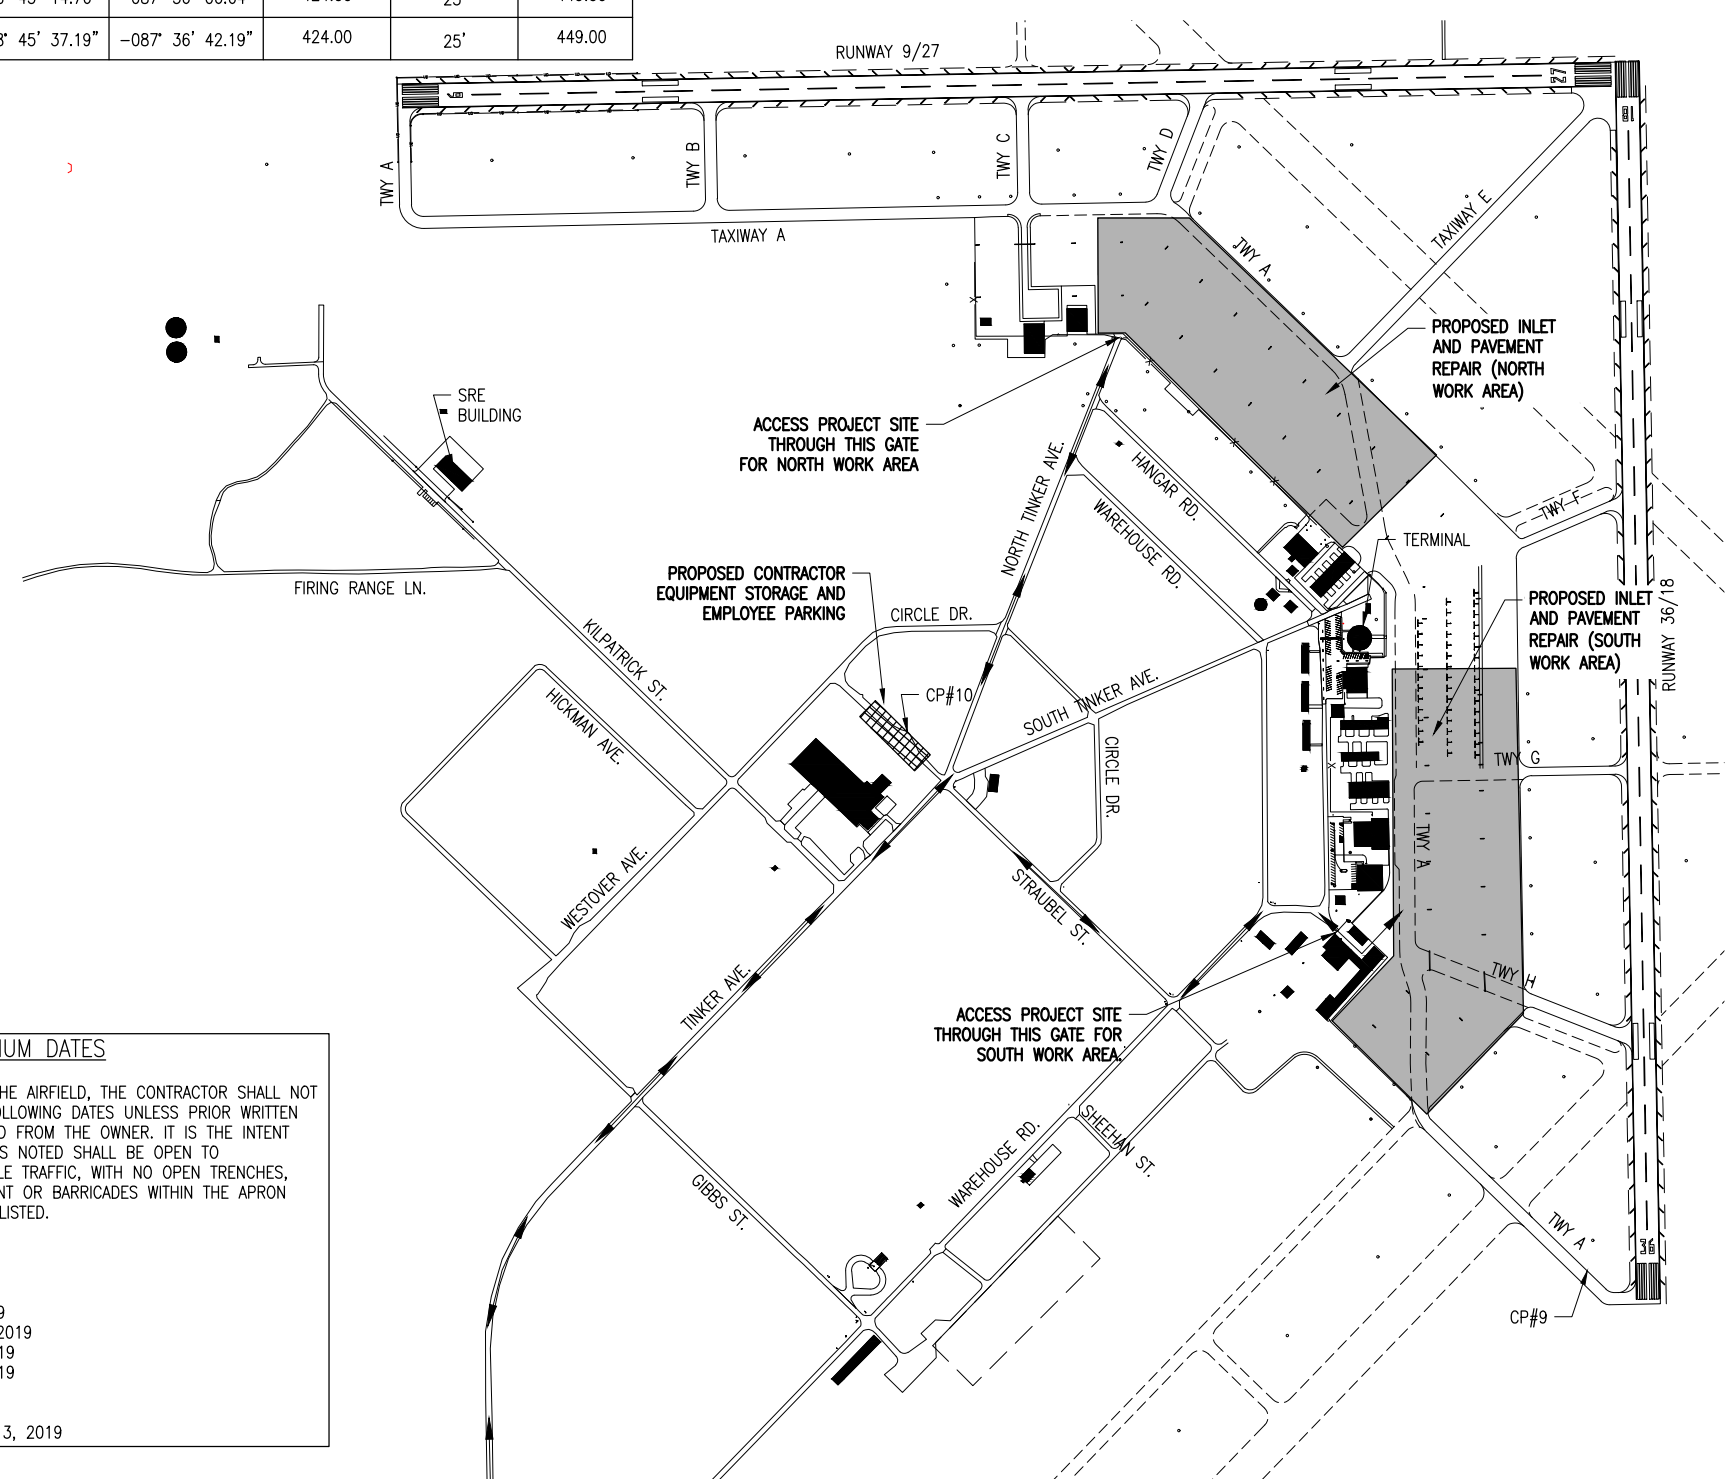 45' 37.19" -087° 36' 42.19" 424.00 25' 449.00
RUNWAY 9/27
9
27
18
TWY A
TWY B
TWY C
TWY D
TAXIWAY A
TWY A
TAXIWAY E
PROPOSED INLET
AND PAVEMENT
REPAIR (NORTH
WORK AREA)
SRE
BUILDING
ACCESS PROJECT SITE
THROUGH THIS GATE
FOR NORTH WORK AREA
NORTH TINKER AVE.
HANGAR RD.
WAREHOUSE RD.
TWY F
TERMINAL
FIRING RANGE LN.
PROPOSED CONTRACTOR
EQUIPMENT STORAGE AND
EMPLOYEE PARKING
CIRCLE DR.
KILPATRICK ST.
PROPOSED INLET
AND PAVEMENT
REPAIR (SOUTH
WORK AREA)
RUNWAY 36/18
CP#10
SOUTH TINKER AVE.
HICKMAN AVE.
CIRCLE DR.
TWY G
TWY A
WESTOVER AVE.
STRAUBEL ST.
TINKER AVE.
TWY H
ACCESS PROJECT SITE
THROUGH THIS GATE FOR
SOUTH WORK AREA.
WAREHOUSE RD.
SHEEHAN ST.
GIBBS ST.
TWY A
36
CP#9
UM DATES
HE AIRFIELD, THE CONTRACTOR SHALL NOT
OLLOWING DATES UNLESS PRIOR WRITTEN
D FROM THE OWNER. IT IS THE INTENT
S NOTED SHALL BE OPEN TO
LE TRAFFIC, WITH NO OPEN TRENCHES,
NT OR BARRICADES WITHIN THE APRON
LISTED.
9
2019
19
19
3, 2019